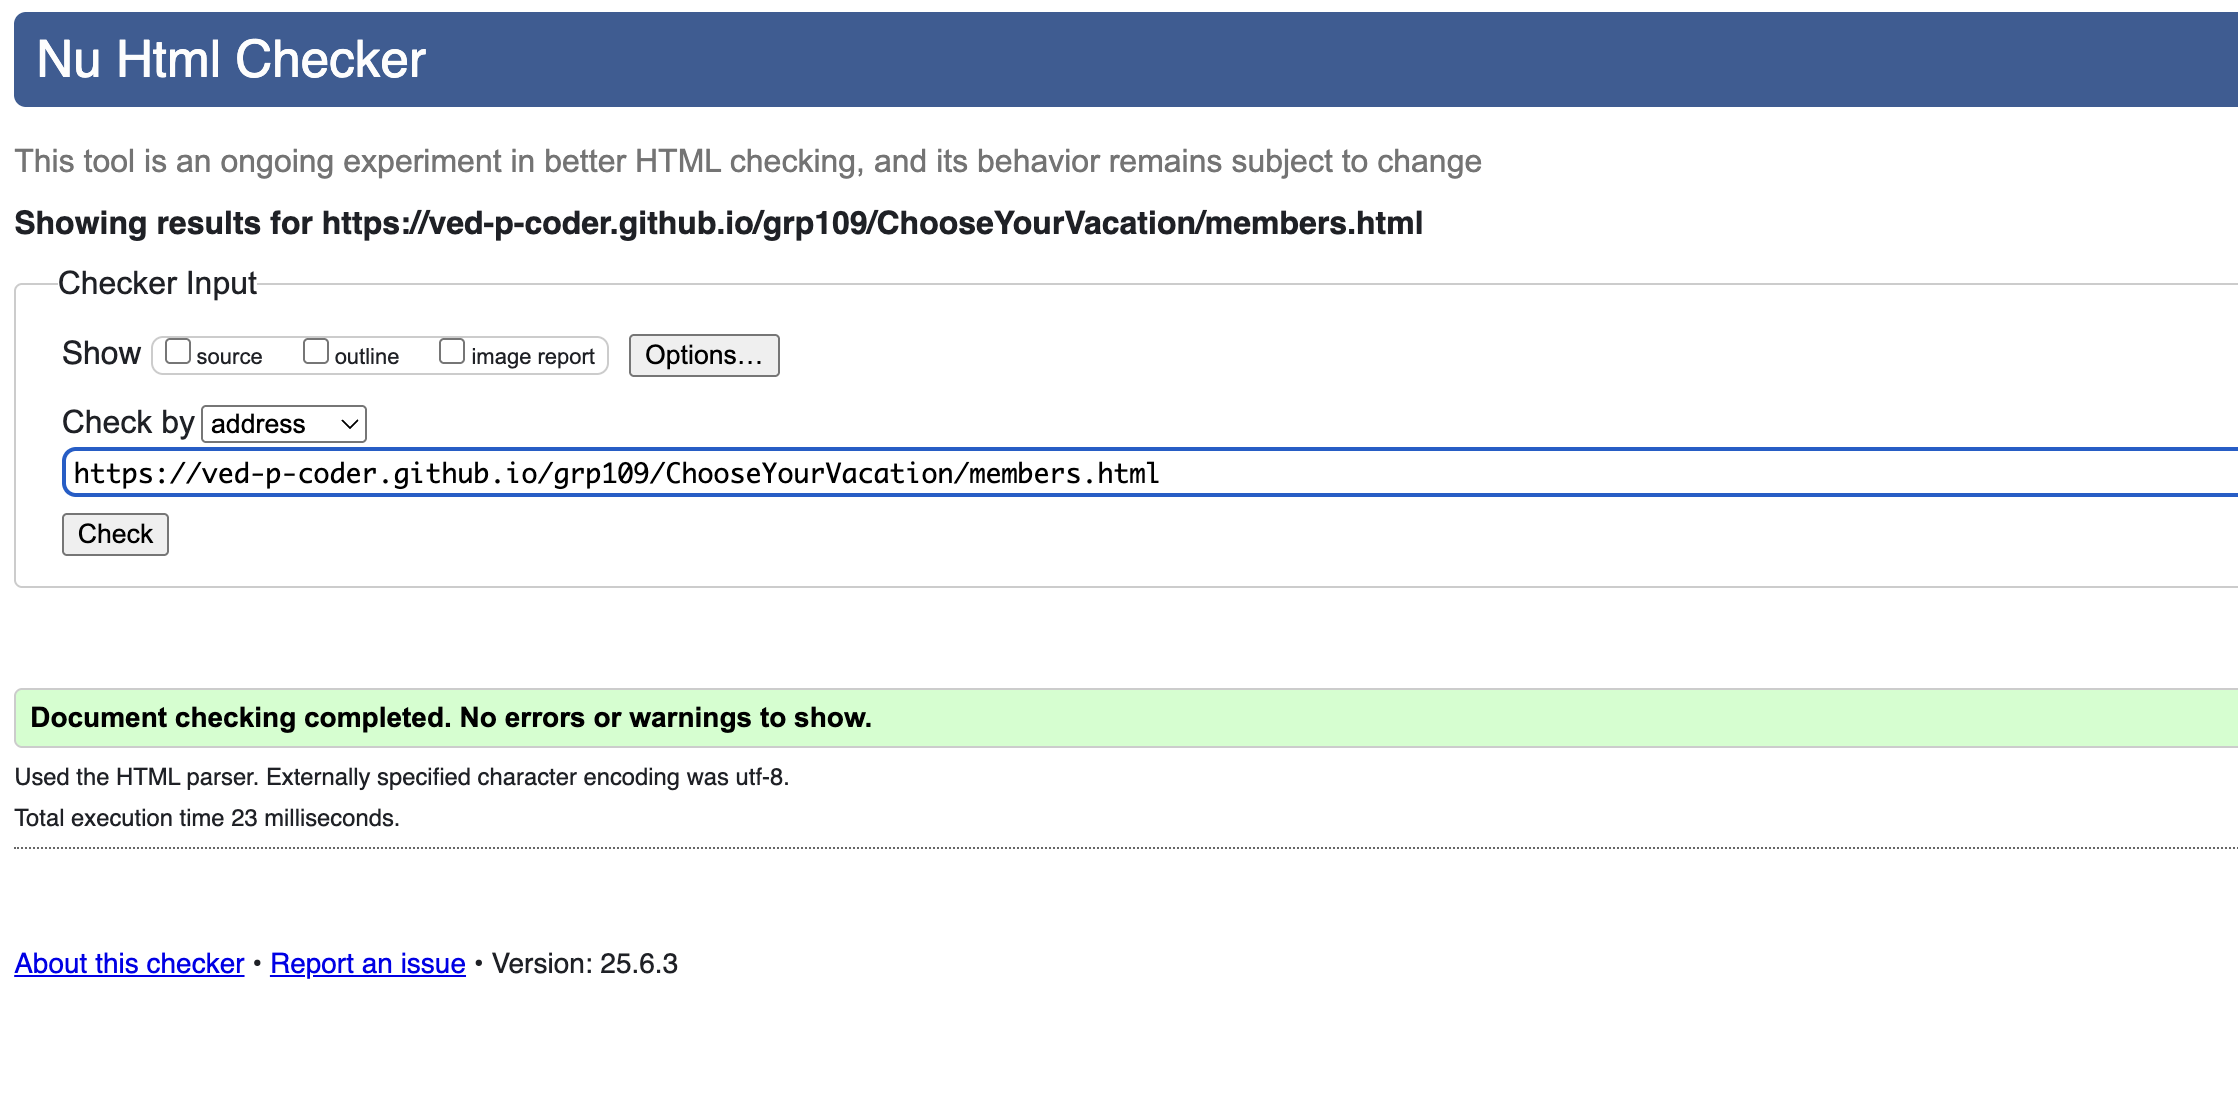 Nu Html Checker
This tool is an ongoing experiment in better HTML checking, and its behavior remains subject to change
Showing results for https://ved-p-coder.github.io/grp109/ChooseYourVacation/members.html
Checker Input
Show source outline image report Options…
Check by address
https://ved-p-coder.github.io/grp109/ChooseYourVacation/members.html
Check
Document checking completed. No errors or warnings to show.
Used the HTML parser. Externally specified character encoding was utf-8.
Total execution time 23 milliseconds.
About this checker • Report an issue • Version: 25.6.3